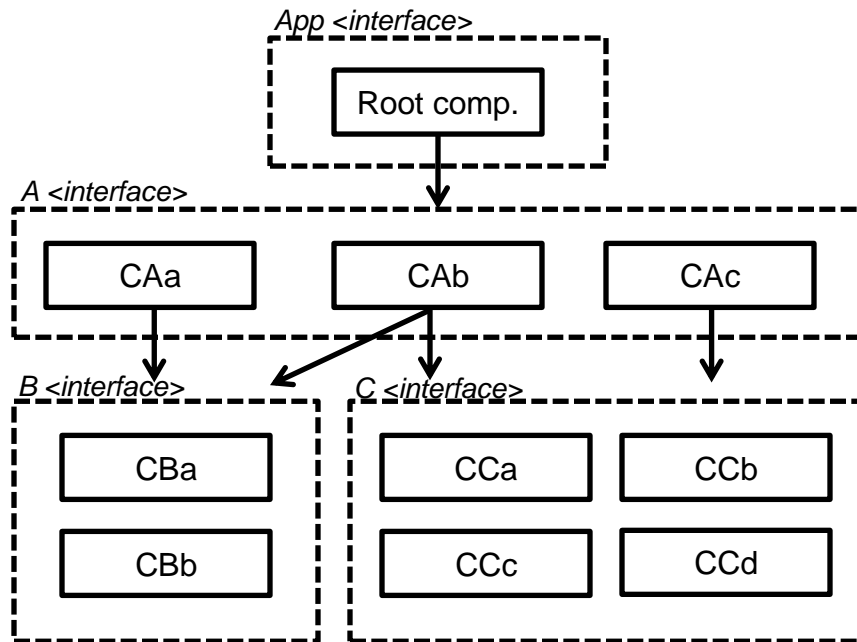 App <interface>
Root comp.
A <interface>
CAa
CAb
CAc
B <interface>
C <interface>
CBa
CCa
CCb
CBb
CCc
CCd